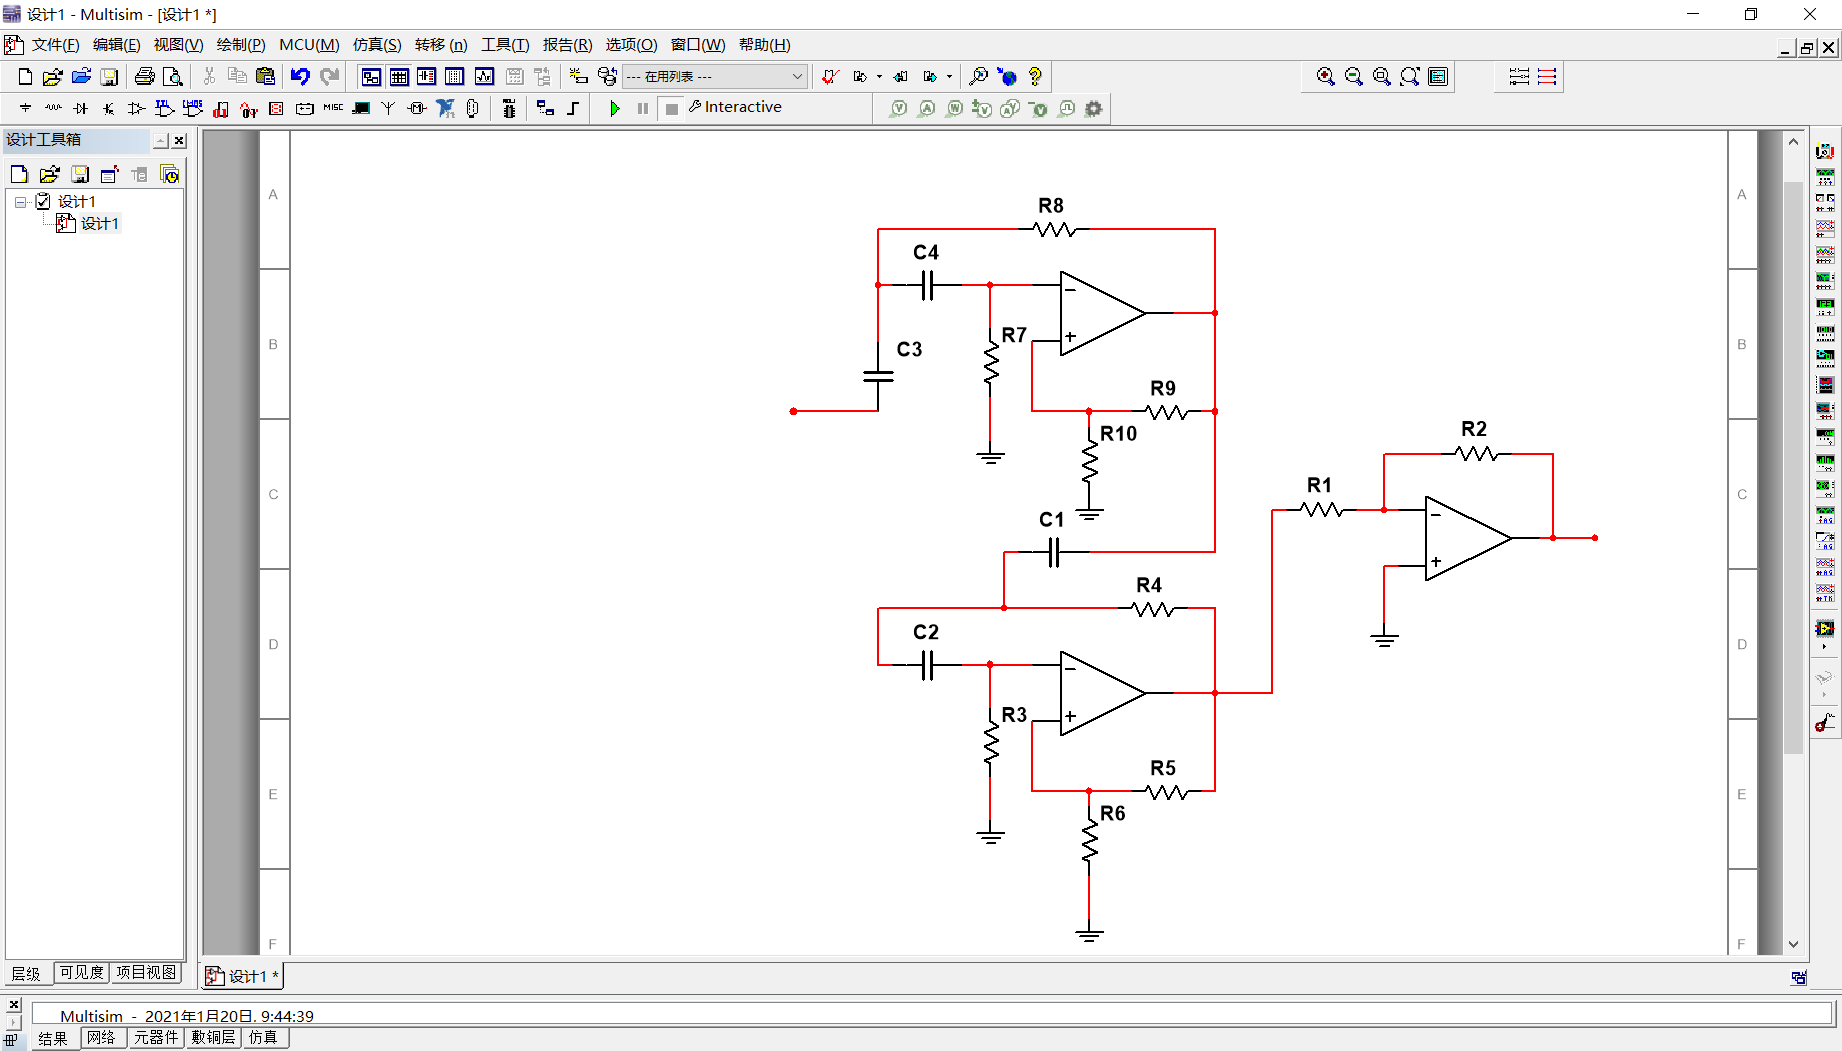 设计1 - Multisim - [设计1 *]
文件(F) 编辑(E) 视图(V) 绘制(P) MCU(M) 仿真(S) 转移 (n) 工具(T) 报告(R) 选项(O) 窗口(W) 帮助(H)
--- 在用列表 ---
MISC
Interactive
设计工具箱
设计1
设计1
A
B
C
D
E
F
R8
C4
R7
C3
R9
R10
C1
R4
C2
R3
R5
R6
R2
R1
A
B
C
D
E
F
层级 可见度 项目视图
设计1 *
Multisim - 2021年1月20日, 9:44:39
结果 网络 元器件 敷铜层 仿真